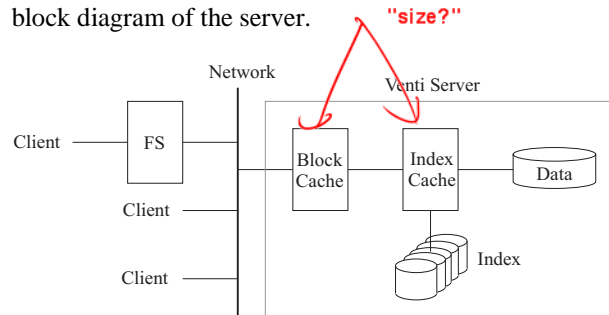 block diagram of the server.
"size?"
Network
Venti Server
Client
FS
Block
Cache
Index
Cache
Data
Client
Index
Client